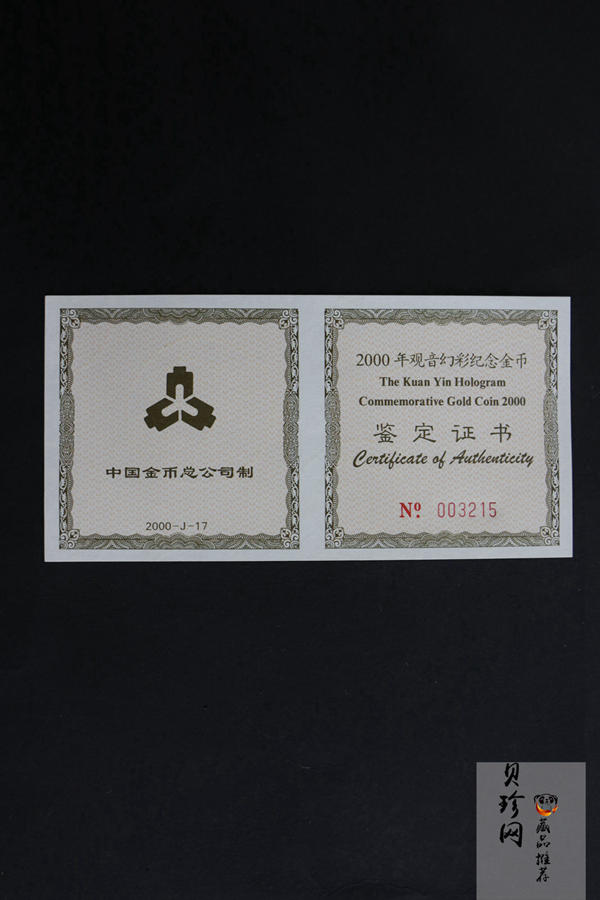 中国金币总公司制
2000-J-17
2000年观音幻彩纪念金币
The Kuan Yin Hologram
Commemorative Gold Coin 2000
鉴定证书
Certificate of Authenticity
Nº 003215
贝珍网
藏品推荐